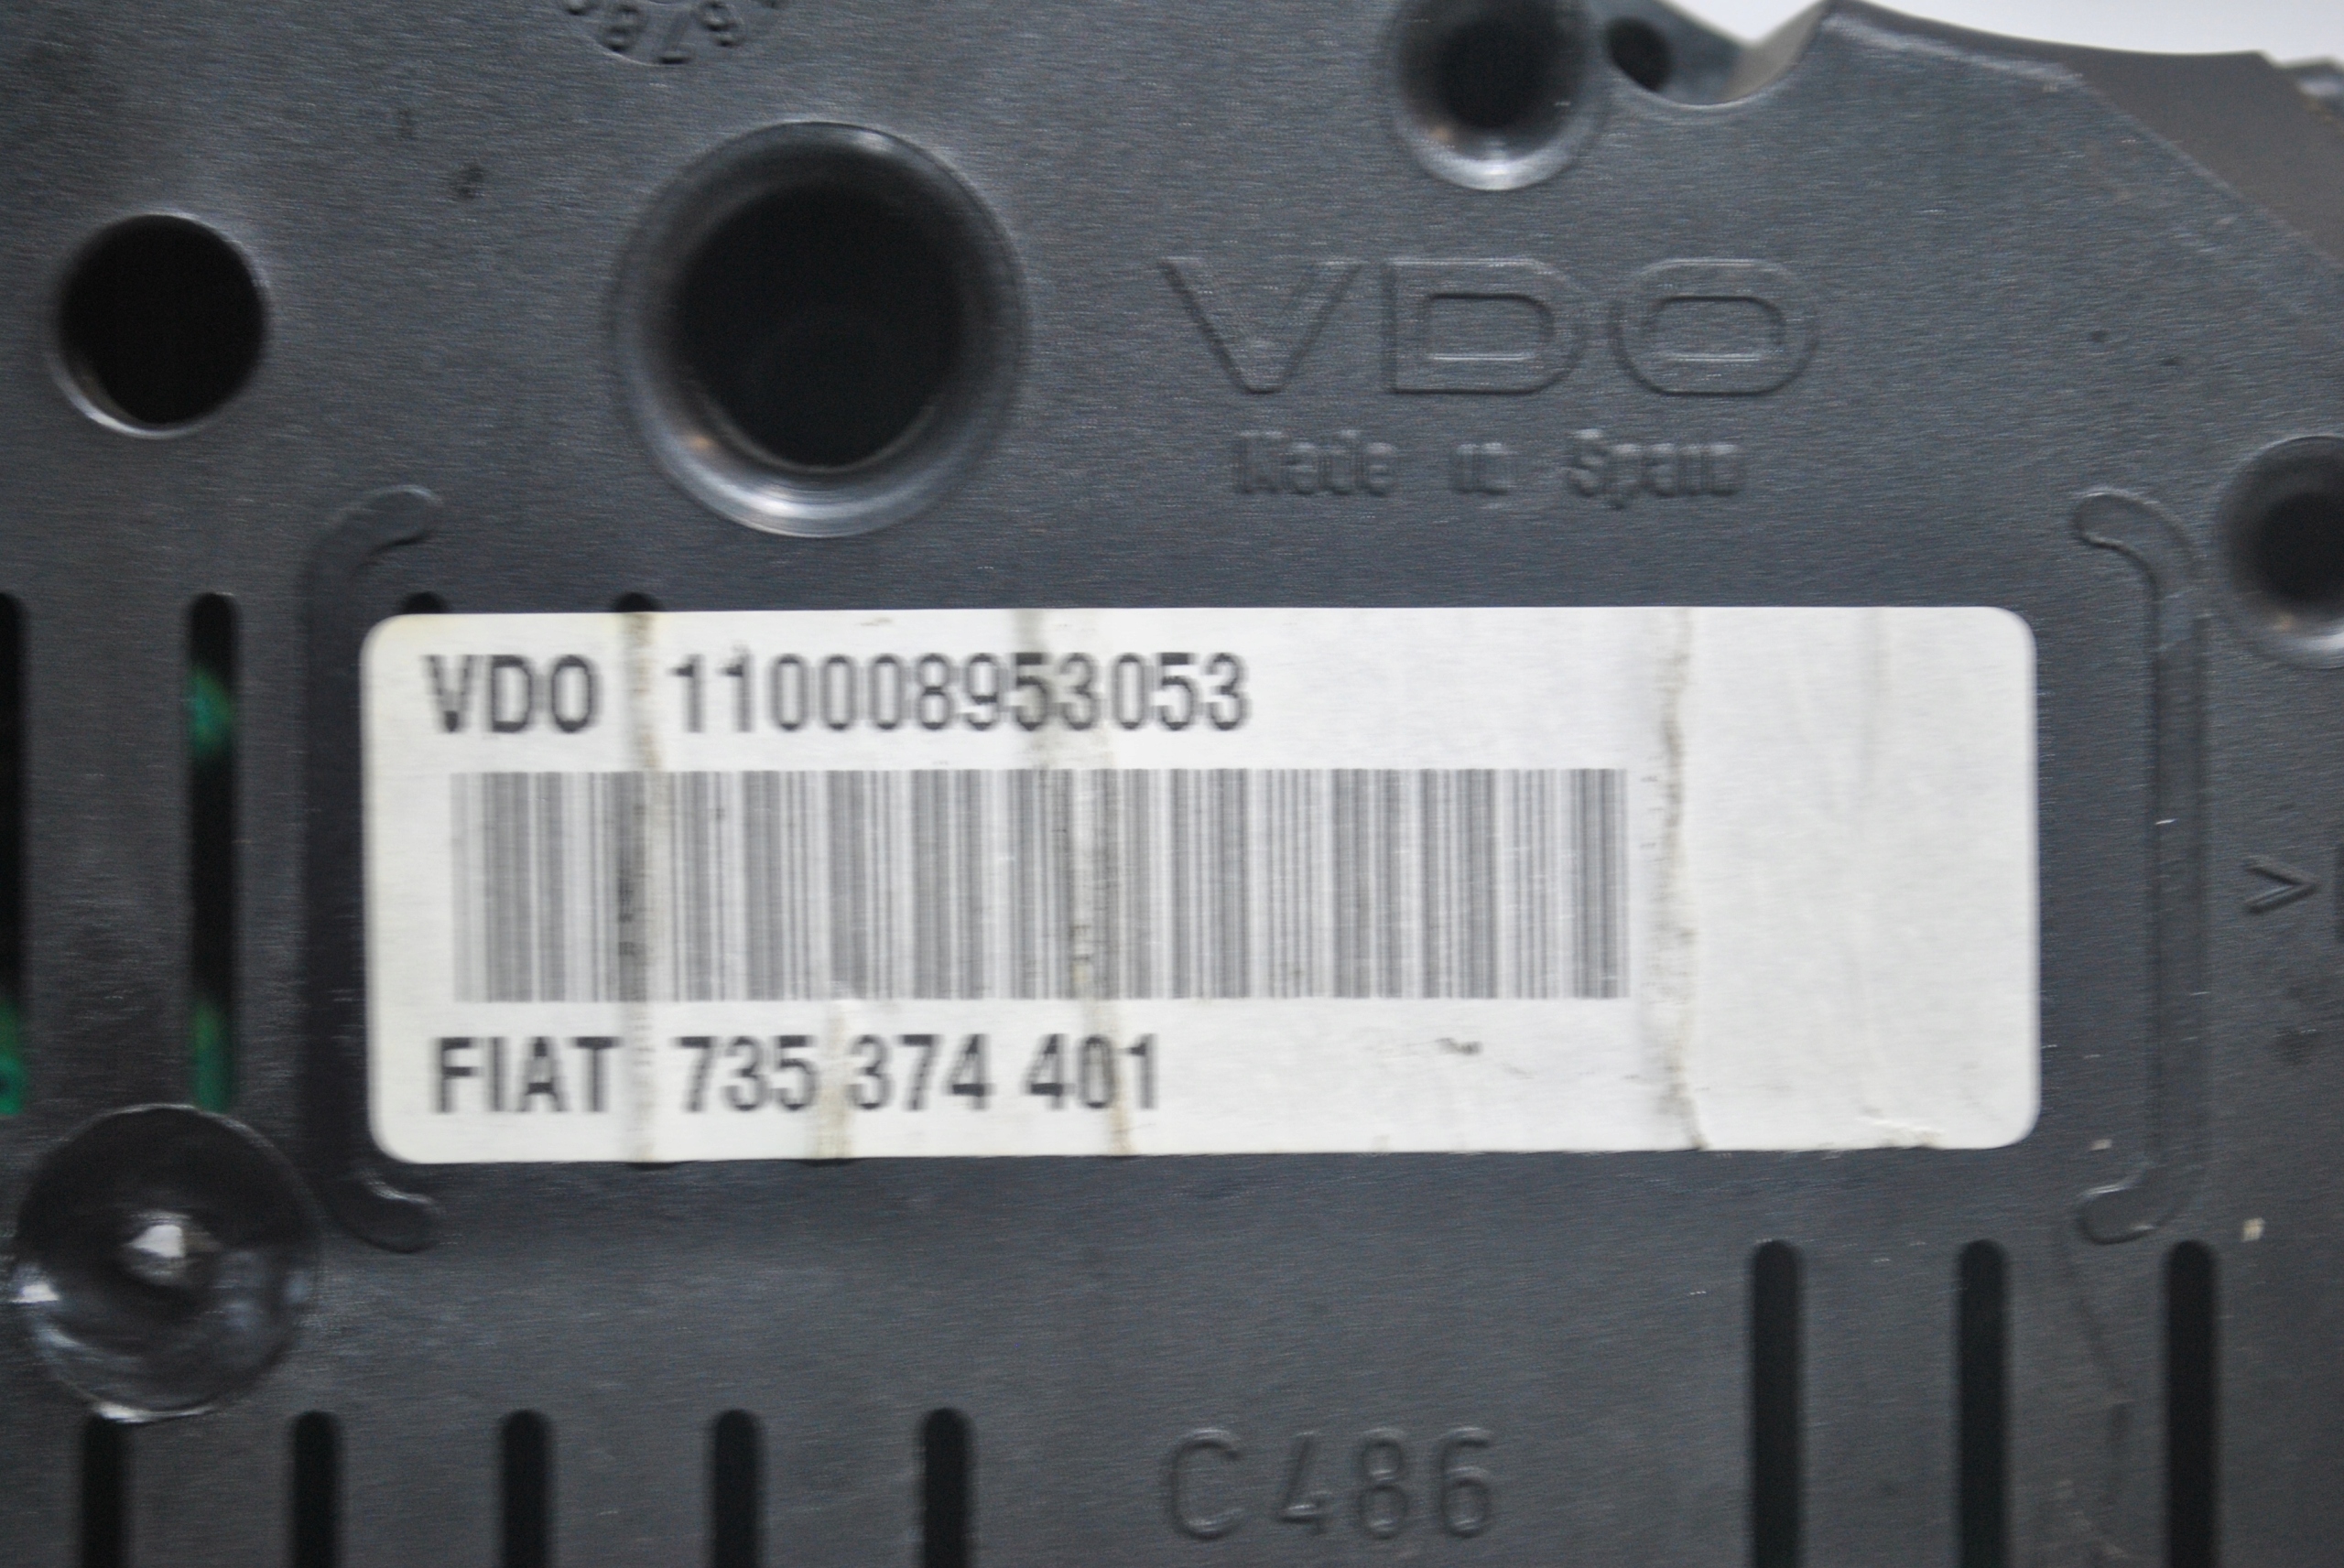 VDO
Made in Spain
VDO 110008953053
FIAT 735 374 401
C486